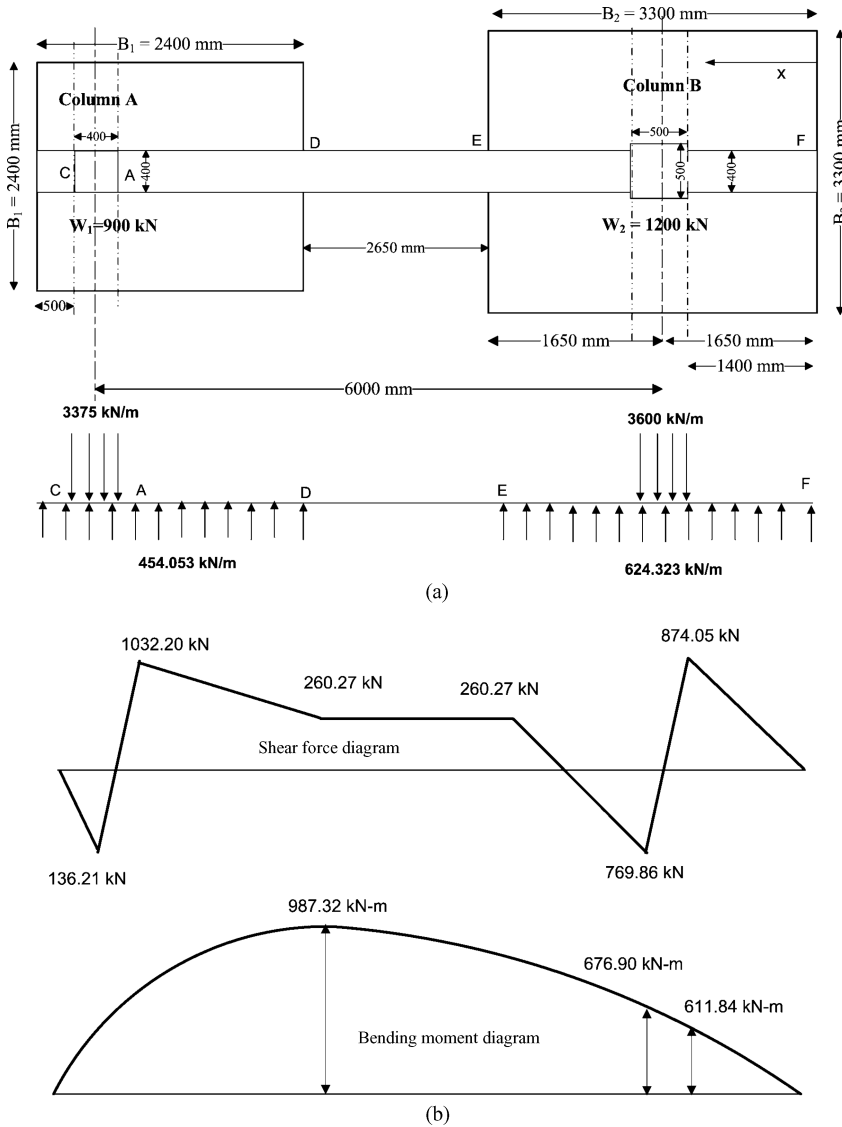 B₂ = 3300 mm
B₁ = 2400 mm
X
Column A
Column B
400
500
D
E
F
B₁ = 2400 mm
C
A
400
500
400
W₁=900 kN
W₂ = 1200 kN
2650 mm
500
1650 mm
1650 mm
1400 mm
6000 mm
3375 kN/m
3600 kN/m
C
A
D
E
F
454.053 kN/m
624.323 kN/m
(a)
1032.20 kN
874.05 kN
260.27 kN
260.27 kN
Shear force diagram
136.21 kN
769.86 kN
987.32 kN-m
676.90 kN-m
611.84 kN-m
Bending moment diagram
(b)